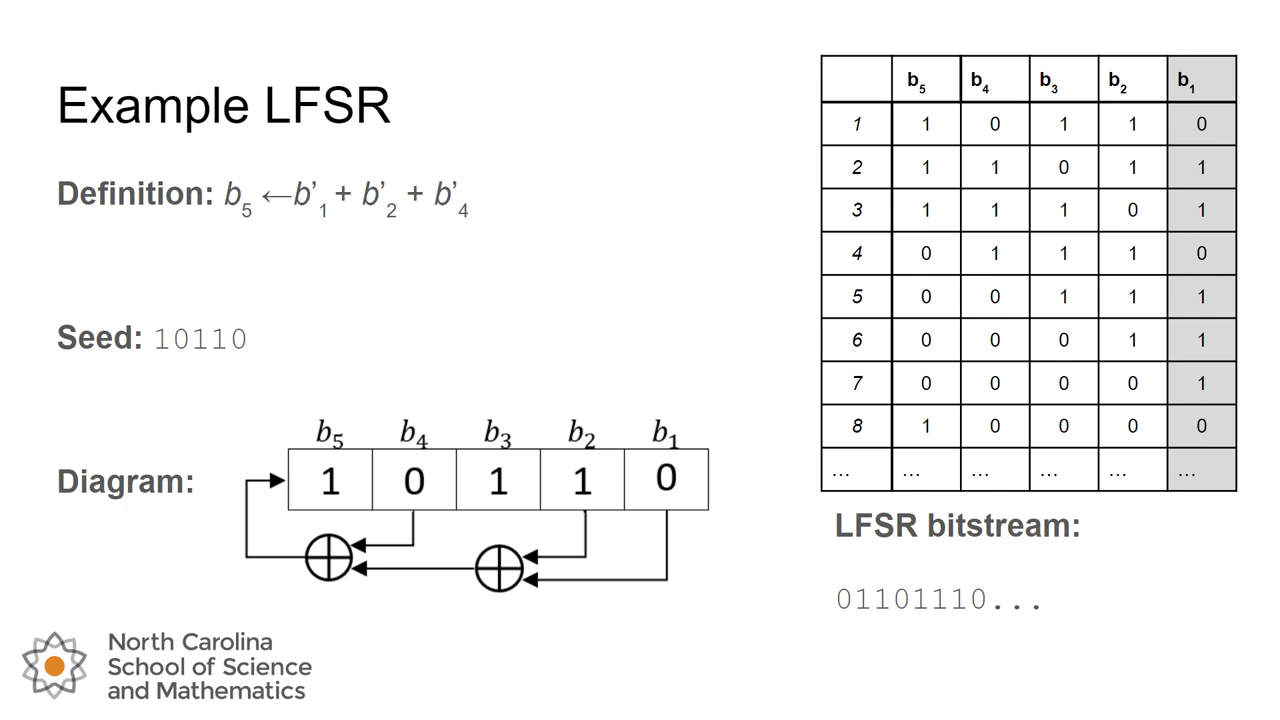 Example LFSR
Definition: b5 ←b’1 + b’2 + b’4
Seed: 10110
Diagram:
b5 b4 b3 b2 b1
1 0 1 1 0
b5 b4 b3 b2 b1
1 1 0 1 1 0
2 1 1 0 1 1
3 1 1 1 0 1
4 0 1 1 1 0
5 0 0 1 1 1
6 0 0 0 1 1
7 0 0 0 0 1
8 1 0 0 0 0
... ... ... ... ... ...
LFSR bitstream:
01101110...
North Carolina
School of Science
and Mathematics